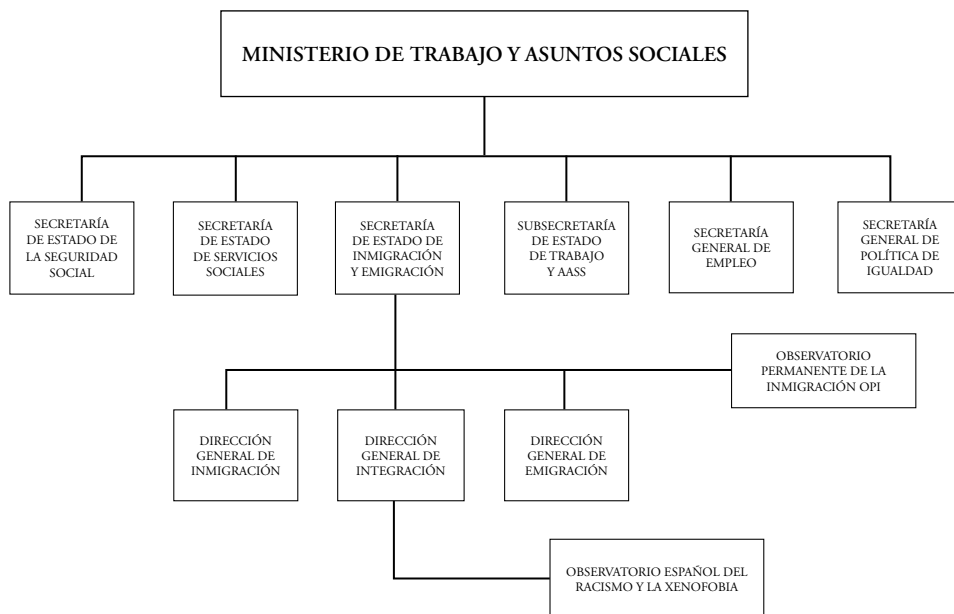 MINISTERIO DE TRABAJO Y ASUNTOS SOCIALES
SECRETARÍA
DE ESTADO DE
LA SEGURIDAD
SOCIAL
SECRETARÍA
DE ESTADO
DE SERVICIOS
SOCIALES
SECRETARÍA
DE ESTADO DE
INMIGRACIÓN
Y EMIGRACIÓN
SUBSECRETARÍA
DE ESTADO
DE TRABAJO
Y AASS
SECRETARÍA
GENERAL DE
EMPLEO
SECRETARÍA
GENERAL DE
POLÍTICA DE
IGUALDAD
OBSERVATORIO
PERMANENTE DE LA
INMIGRACIÓN OPI
DIRECCIÓN
GENERAL DE
INMIGRACIÓN
DIRECCIÓN
GENERAL DE
INTEGRACIÓN
DIRECCIÓN
GENERAL DE
EMIGRACIÓN
OBSERVATORIO ESPAÑOL DEL
RACISMO Y LA XENOFOBIA